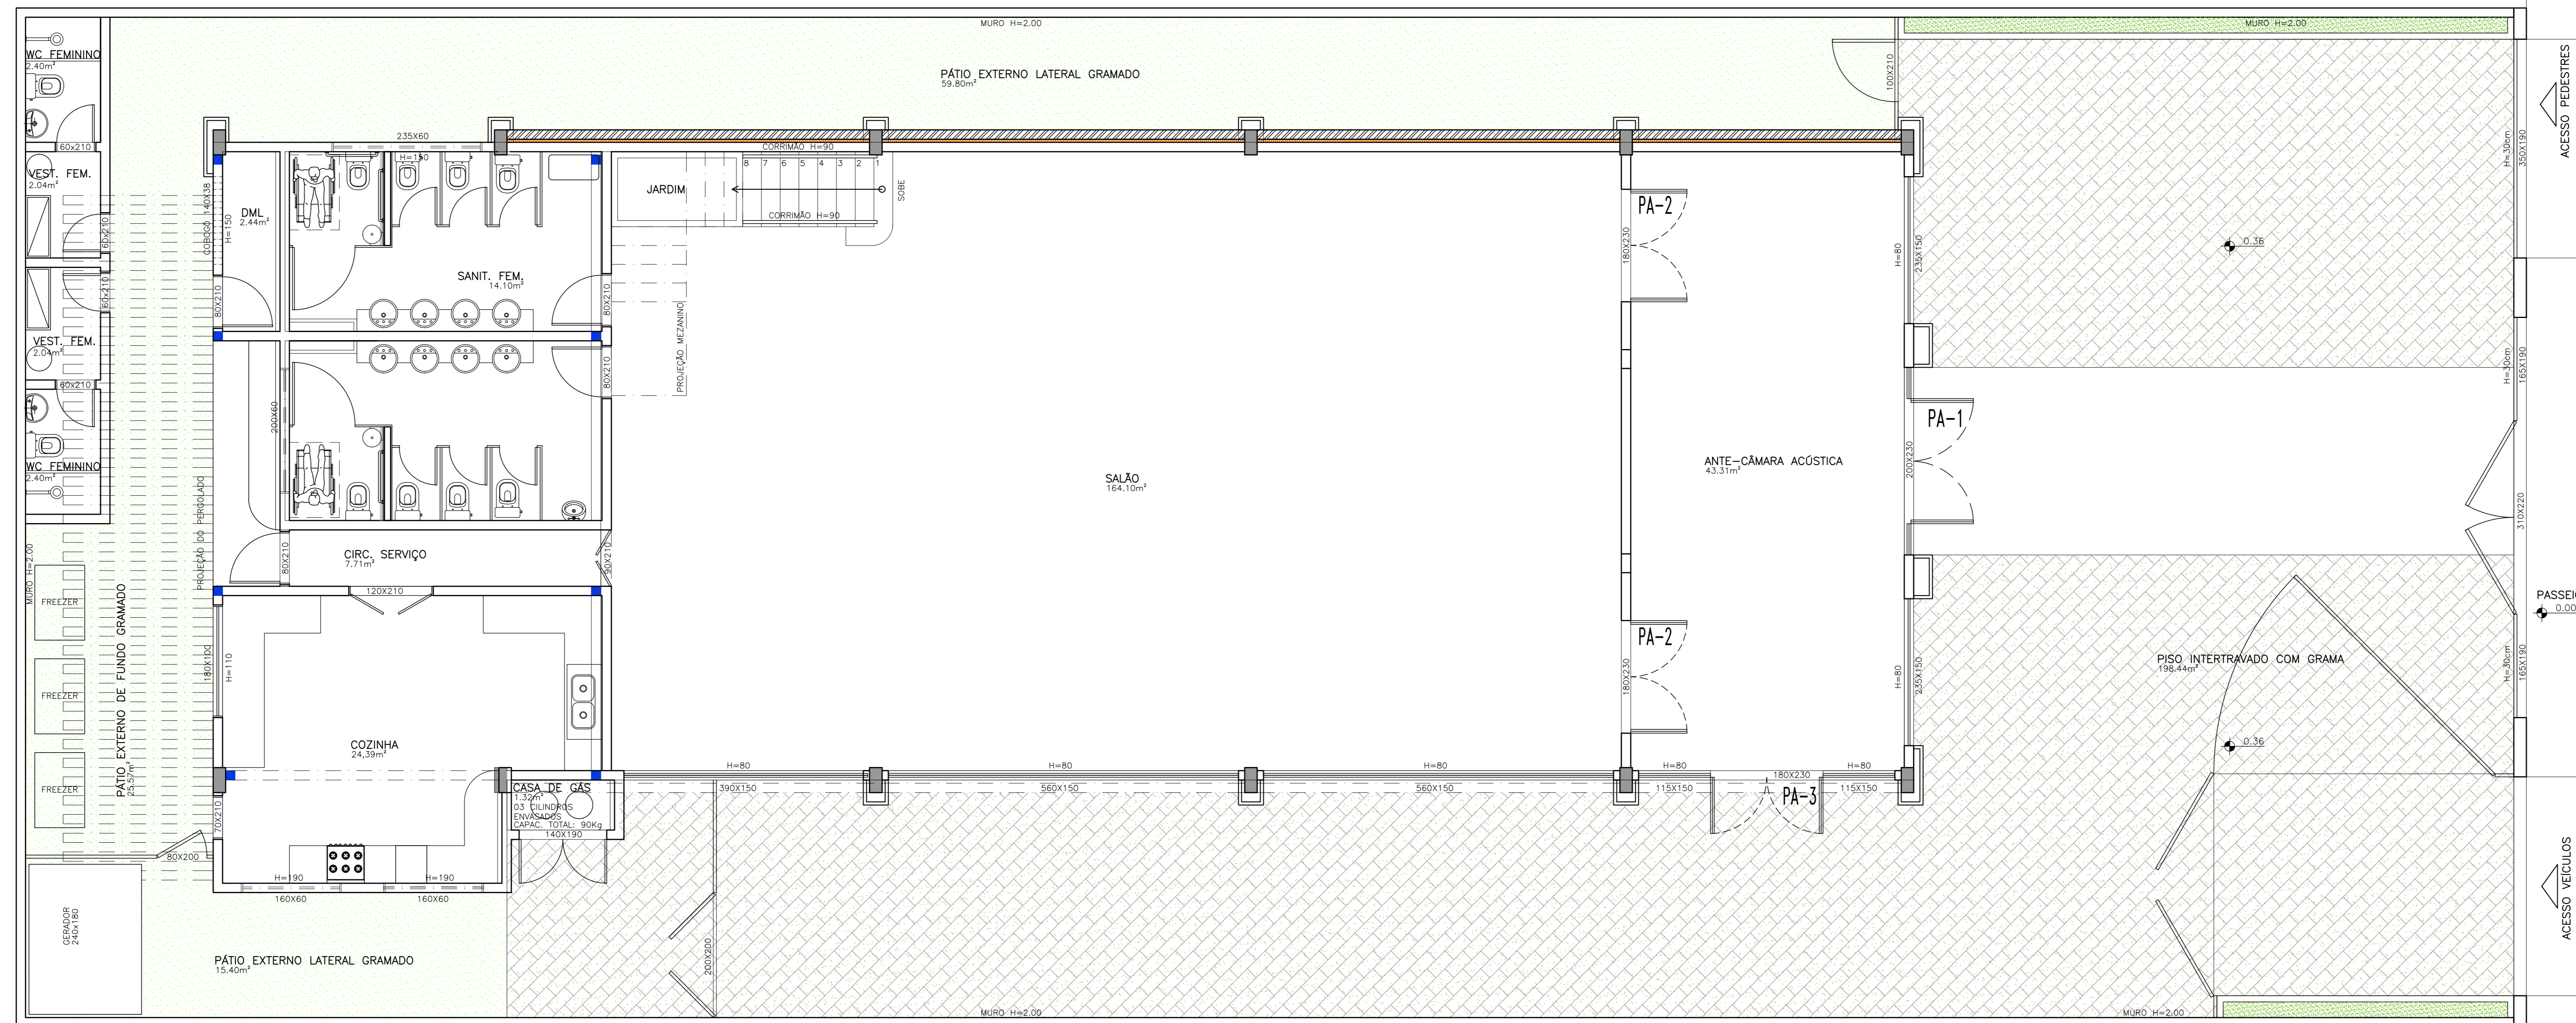 MURO H=2.00
MURO H=2.00
WC FEMININO
2.40m²
PÁTIO EXTERNO LATERAL GRAMADO
59.80m²
100X210
ACESSO PEDESTRES
60x210
VEST. FEM.
2.04m²
60x210
COBOGO 140X38
H=150
DML
2.44m²
235X60
H=150
CORRIMÃO H=90
8 7 6 5 4 3 2 1
JARDIM
SOBE
CORRIMÃO H=90
PA-2
180X230
H=80
235X150
0.36
H=30cm
350X190
SANIT. FEM.
14.10m²
80X210
80X210
60x210
PROJEÇÃO MEZANINO
VEST. FEM.
2.04m²
60x210
200X60
80X210
H=30cm
165X190
PA-1
200X230
WC FEMININO
2.40m²
SALÃO
164.10m²
ANTE-CÂMARA ACÚSTICA
43.31m²
310X220
PROJEÇÃO DO PERGOLADO
CIRC. SERVIÇO
7.71m²
80X210
90X210
MURO H=2.00
FREEZER
120X210
PASSEI
0.00
PÁTIO EXTERNO DE FUNDO GRAMADO
25.57m²
180X100
H=110
PA-2
180X230
H=80
235X150
PISO INTERTRAVADO COM GRAMA
198.44m²
H=30cm
165X190
FREEZER
COZINHA
24,39m²
0.36
FREEZER
H=80
H=80
H=80
H=80
180X230
H=80
CASA DE GÁS
1.32m²
03 CILINDROS
ENVASADOS
CAPAC. TOTAL: 90Kg
140X190
390X150
560X150
560X150
115X150
PA-3
115X150
70X210
80X200
H=190
H=190
160X60
160X60
ACESSO VEÍCULOS
GERADOR
240x180
PÁTIO EXTERNO LATERAL GRAMADO
15.40m²
200X200
MURO H=2.00
MURO H=2.00